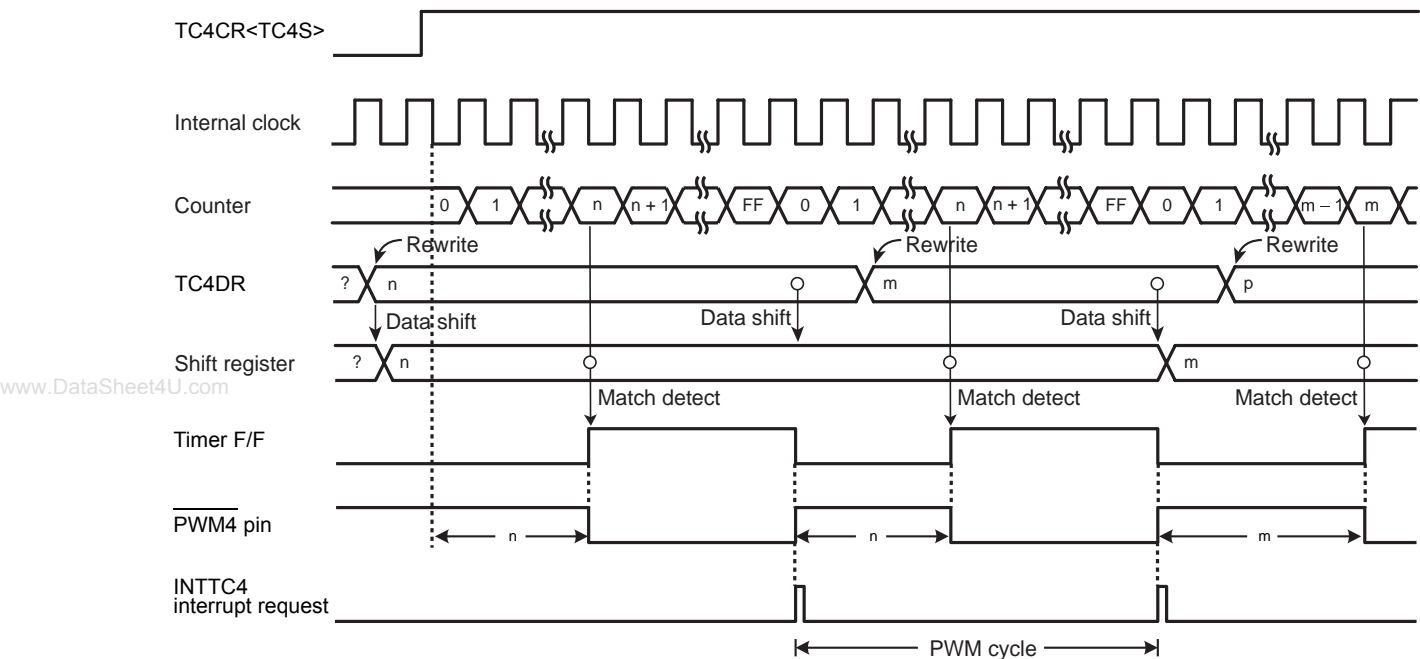 TC4CR<TC4S>
Internal clock
Counter
0 1 n n + 1 FF 0 1 n n + 1 FF 0 1 m – 1 m
Rewrite Rewrite Rewrite
TC4DR
? n m p
Data shift Data shift Data shift
Shift register
? n m
www.DataSheet4U.com
Match detect Match detect Match detect
Timer F/F
PWM4 pin
n n m
INTTC4
interrupt request
PWM cycle